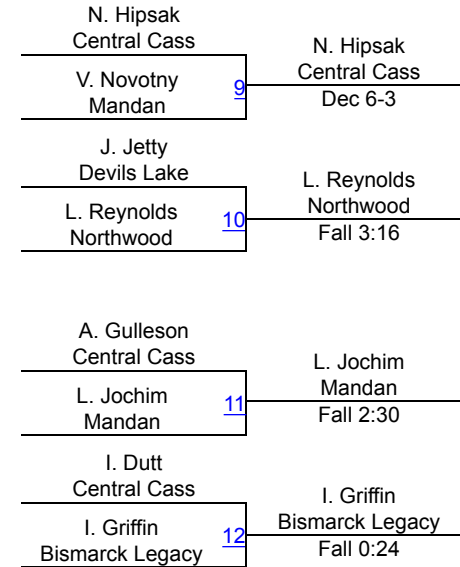 N. Hipsak
Central Cass
V. Novotny
Mandan
9
N. Hipsak
Central Cass
Dec 6-3
J. Jetty
Devils Lake
L. Reynolds
Northwood
10
L. Reynolds
Northwood
Fall 3:16
A. Gulleson
Central Cass
L. Jochim
Mandan
11
L. Jochim
Mandan
Fall 2:30
I. Dutt
Central Cass
I. Griffin
Bismarck Legacy
12
I. Griffin
Bismarck Legacy
Fall 0:24